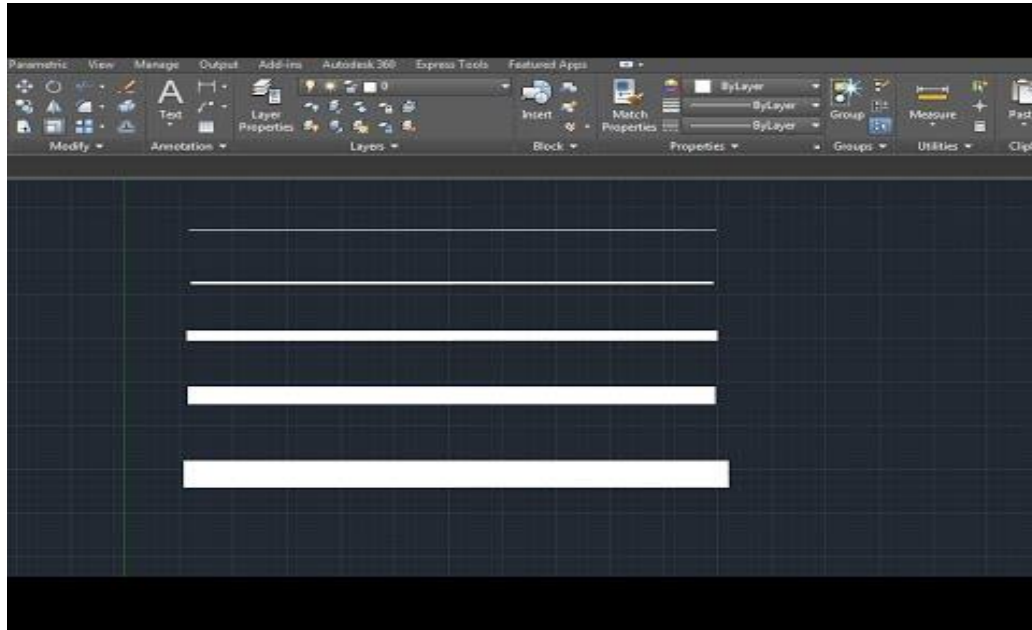 Parametric View Manage Output Add-ins Autodesk 360 Express Tools Featured Apps
0
ByLayer
ByLayer
ByLayer
Text
Layer Properties
Insert
Match Properties
Group
Measure
Modify Annotation Layers Block Properties Groups Utilities